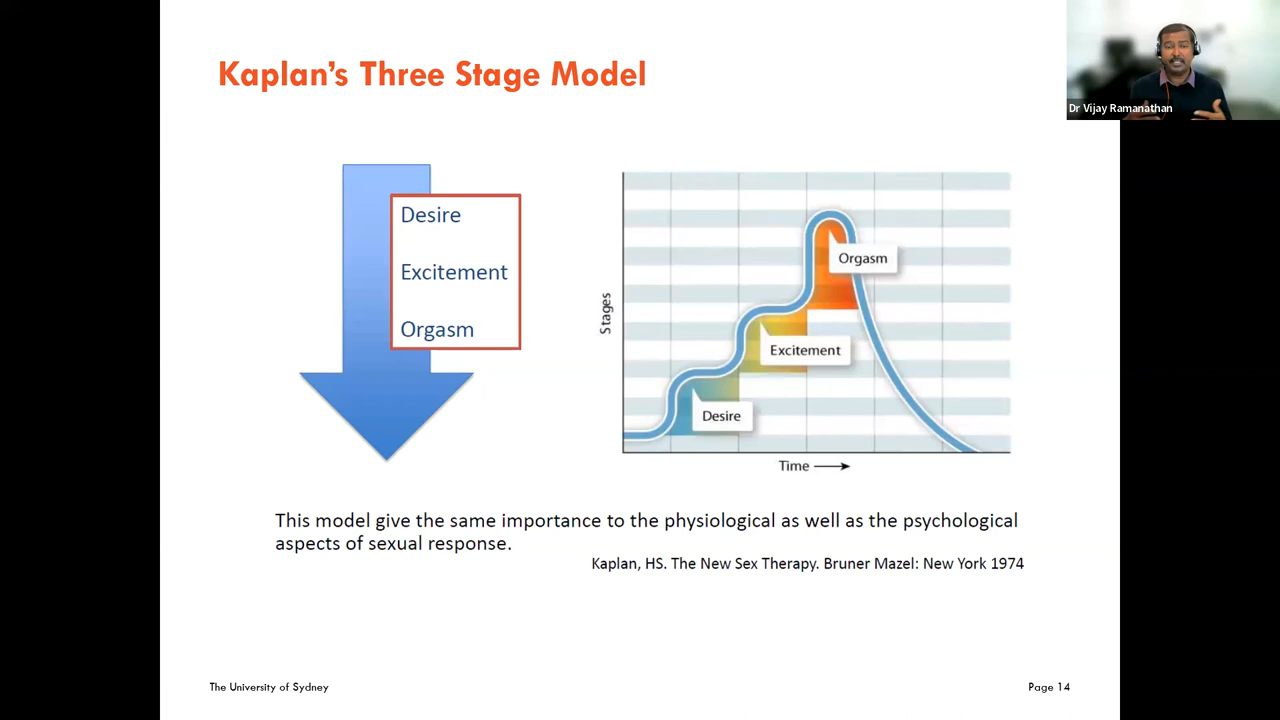 Kaplan's Three Stage Model
Dr Vijay Ramanathan
Desire
Excitement
Orgasm
Stages
Orgasm
Excitement
Desire
Time
This model give the same importance to the physiological as well as the psychological
aspects of sexual response.
Kaplan, HS. The New Sex Therapy. Bruner Mazel: New York 1974
The University of Sydney
Page 14